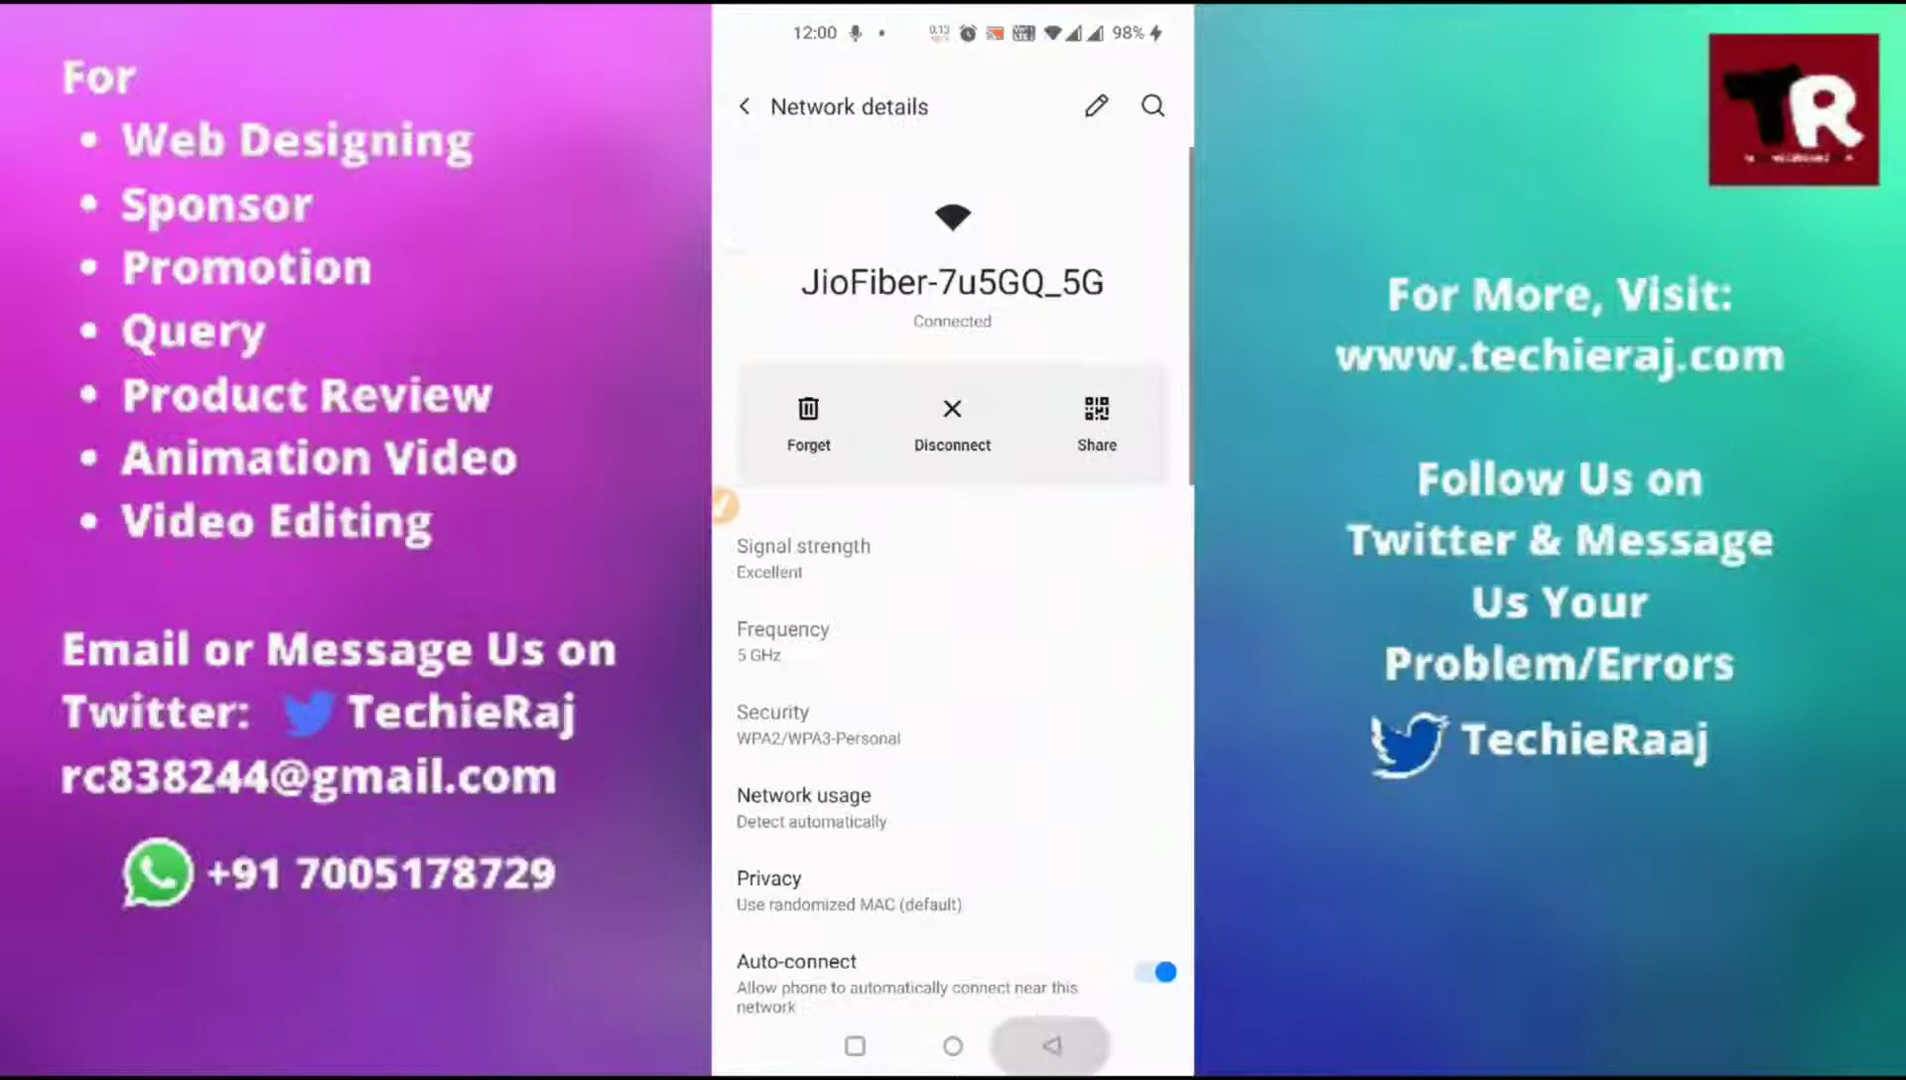 For
• Web Designing
• Sponsor
• Promotion
• Query
• Product Review
• Animation Video
• Video Editing
Email or Message Us on
Twitter: TechieRaj
rc838244@gmail.com
+91 7005178729
12:00
0.13
98%
Network details
JioFiber-7u5GQ_5G
Connected
Forget
Disconnect
Share
Signal strength
Excellent
Frequency
5 GHz
Security
WPA2/WPA3-Personal
Network usage
Detect automatically
Privacy
Use randomized MAC (default)
Auto-connect
Allow phone to automatically connect near this
network
TR
For More, Visit:
www.techieraj.com
Follow Us on
Twitter & Message
Us Your
Problem/Errors
TechieRaaj